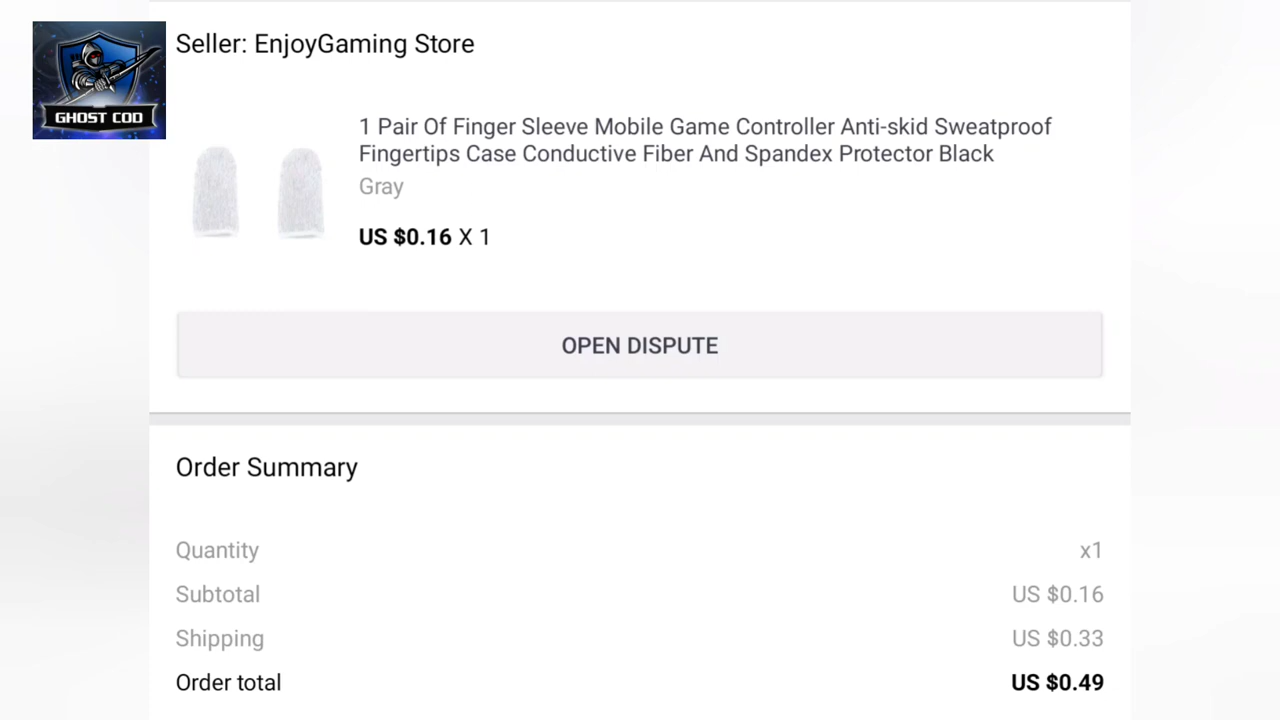 GHOST COD
Seller: EnjoyGaming Store
1 Pair Of Finger Sleeve Mobile Game Controller Anti-skid Sweatproof
Fingertips Case Conductive Fiber And Spandex Protector Black
Gray
US $0.16 X 1
OPEN DISPUTE
Order Summary
Quantity x1
Subtotal US $0.16
Shipping US $0.33
Order total US $0.49